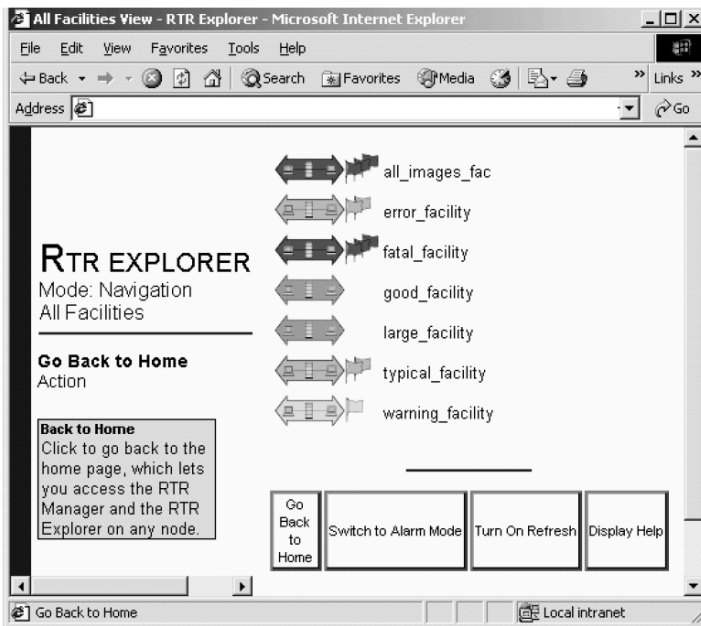 All Facilities View - RTR Explorer - Microsoft Internet Explorer
File Edit View Favorites Tools Help
Back Search Favorites Media » Links »
Address Go
RTR EXPLORER
Mode: Navigation
All Facilities
Go Back to Home
Action
Back to Home
Click to go back to the
home page, which lets
you access the RTR
Manager and the RTR
Explorer on any node.
all_images_fac
error_facility
fatal_facility
good_facility
large_facility
typical_facility
warning_facility
Go
Back
to
Home
Switch to Alarm Mode
Turn On Refresh
Display Help
Go Back to Home
Local intranet